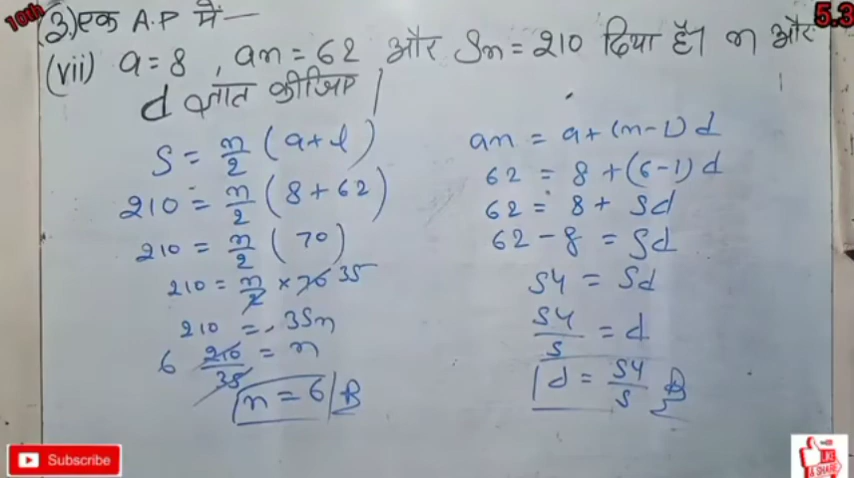 10th
5.3
(3.) एक A.P में —
(vii) a = 8 , an = 62 और Sn = 210 दिया है। n और
d ज्ञात कीजिए।
S = n/2 (a + l)
210 = n/2 (8 + 62)
210 = n/2 (70)
210 = n/2 × 70 35
210 = 35n
6 210/35 = n
n = 6
an = a + (n - 1) d
62 = 8 + (6 - 1) d
62 = 8 + 5d
62 - 8 = 5d
54 = 5d
54/5 = d
d = 54/5
Subscribe
LIKE
& SHARE